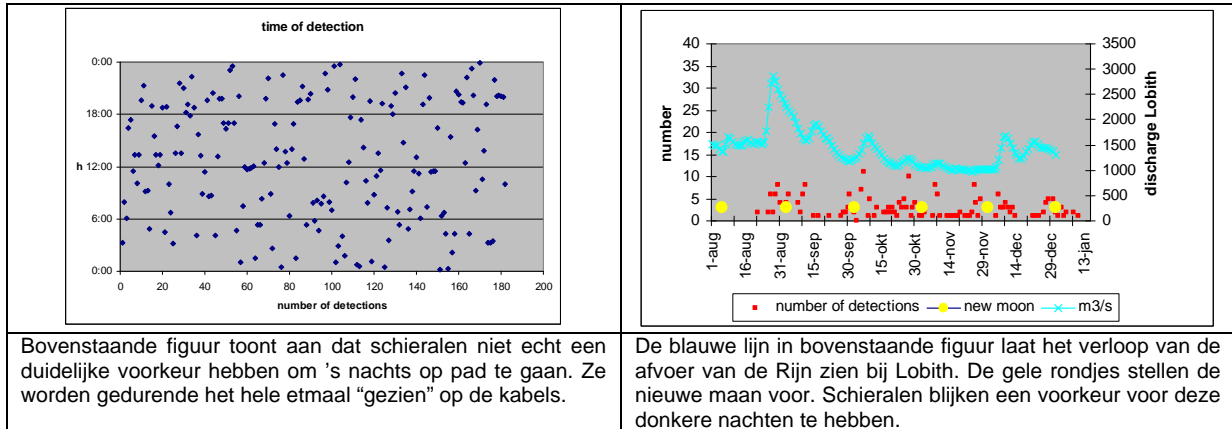 time of detection
0:00
18:00
h
12:00
6:00
0:00
0 20 40 60 80 100 120 140 160 180 200
number of detections
40
35
30
25
20
15
10
5
0
number
3500
3000
2500
2000
1500
1000
500
0
discharge Lobith
1-aug
16-aug
31-aug
15-sep
30-sep
15-okt
30-okt
14-nov
29-nov
14-dec
29-dec
13-jan
number of detections new moon m3/s
Bovenstaande figuur toont aan dat schieralen niet echt een
duidelijke voorkeur hebben om 's nachts op pad te gaan. Ze
worden gedurende het hele etmaal “gezien” op de kabels.
De blauwe lijn in bovenstaande figuur laat het verloop van de
afvoer van de Rijn zien bij Lobith. De gele rondjes stellen de
nieuwe maan voor. Schieralen blijken een voorkeur voor deze
donkere nachten te hebben.